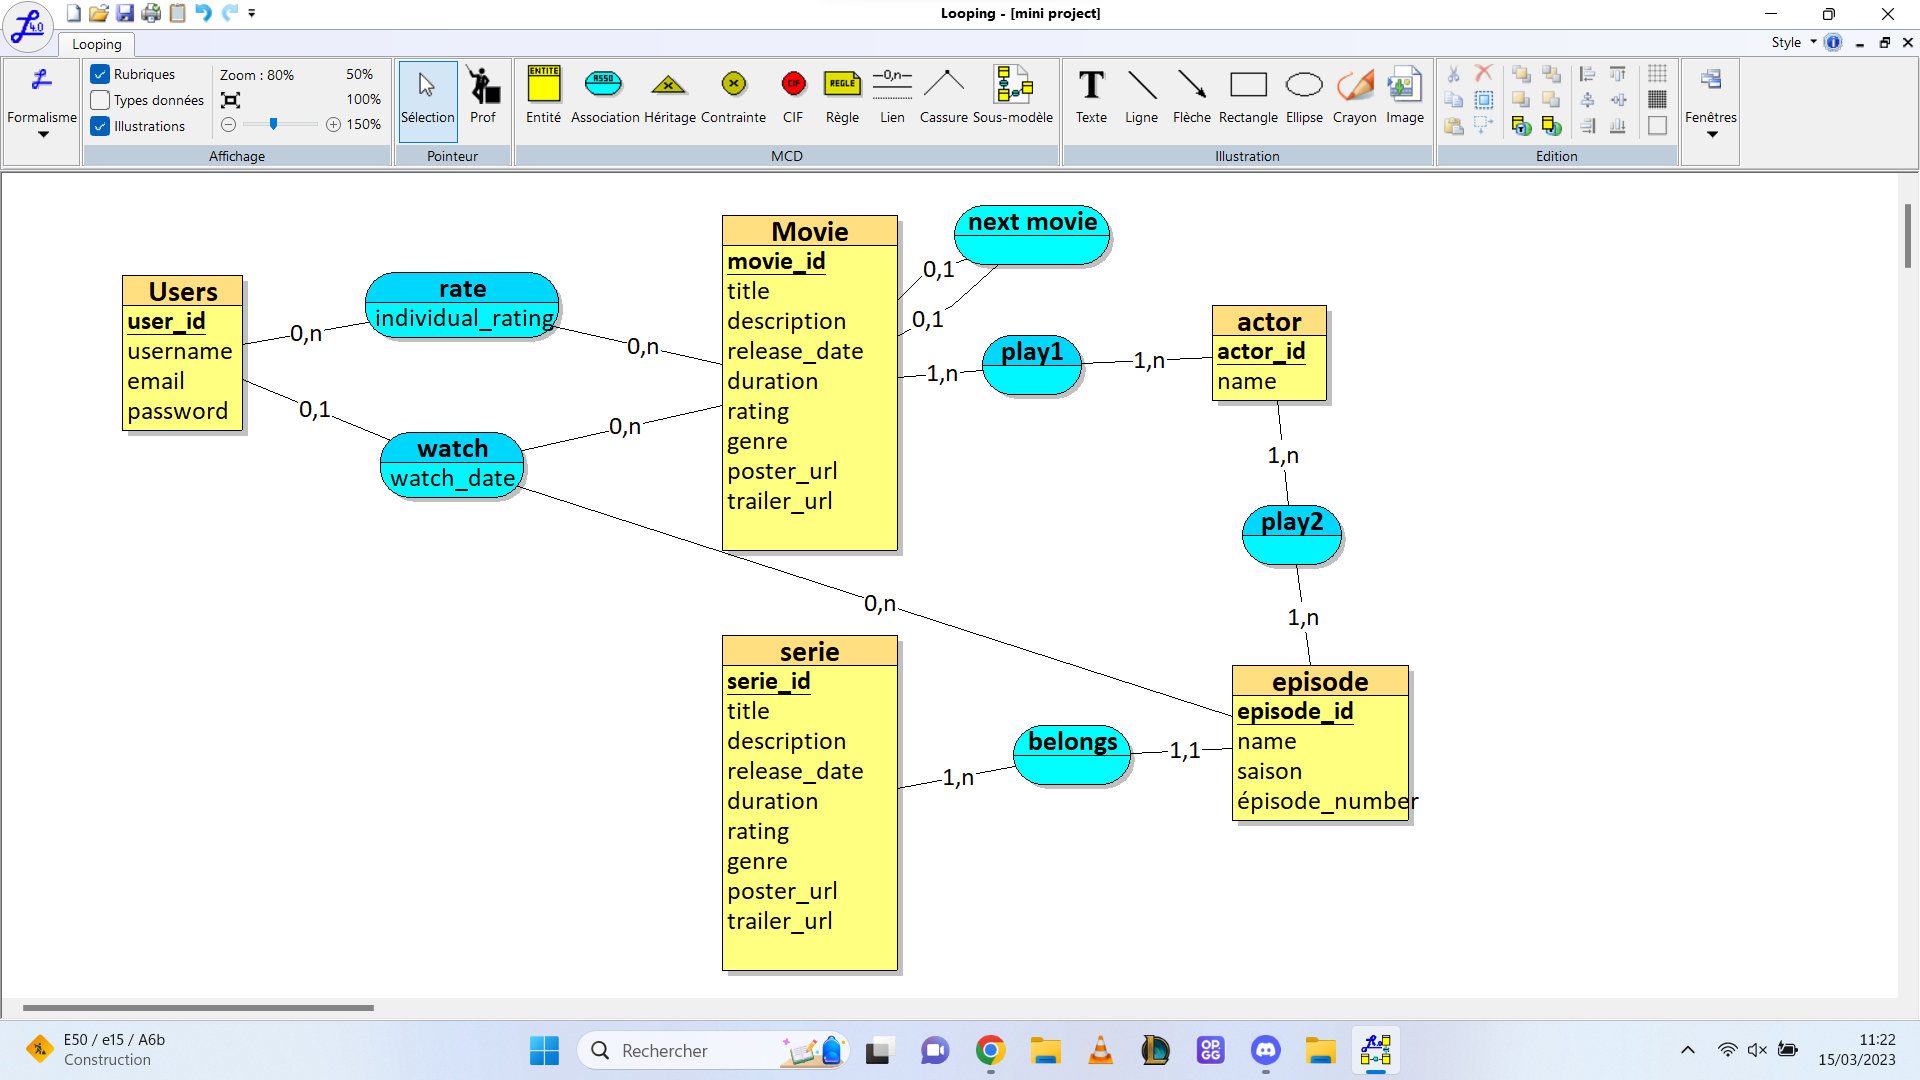 Looping - [mini project]
4.0
Looping
Style
Formalisme
Rubriques
Types données
Illustrations
Zoom : 80%
50%
100%
150%
Affichage
Sélection
Prof
Pointeur
ENTITE
ASSO
CIF
REGLE
0,n
Entité
Association
Héritage
Contrainte
CIF
Règle
Lien
Cassure
Sous-modèle
MCD
Texte
Ligne
Flèche
Rectangle
Ellipse
Crayon
Image
Illustration
Edition
Fenêtres
Users
user_id
username
email
password
0,n
rate
individual_rating
0,n
0,1
watch
watch_date
0,n
0,n
Movie
movie_id
title
description
release_date
duration
rating
genre
poster_url
trailer_url
next movie
0,1
0,1
1,n
play1
1,n
actor
actor_id
name
1,n
play2
1,n
serie
serie_id
title
description
release_date
duration
rating
genre
poster_url
trailer_url
1,n
belongs
1,1
episode
episode_id
name
saison
épisode_number
E50 / e15 / A6b
Construction
Rechercher
OP.GG
11:22
15/03/2023